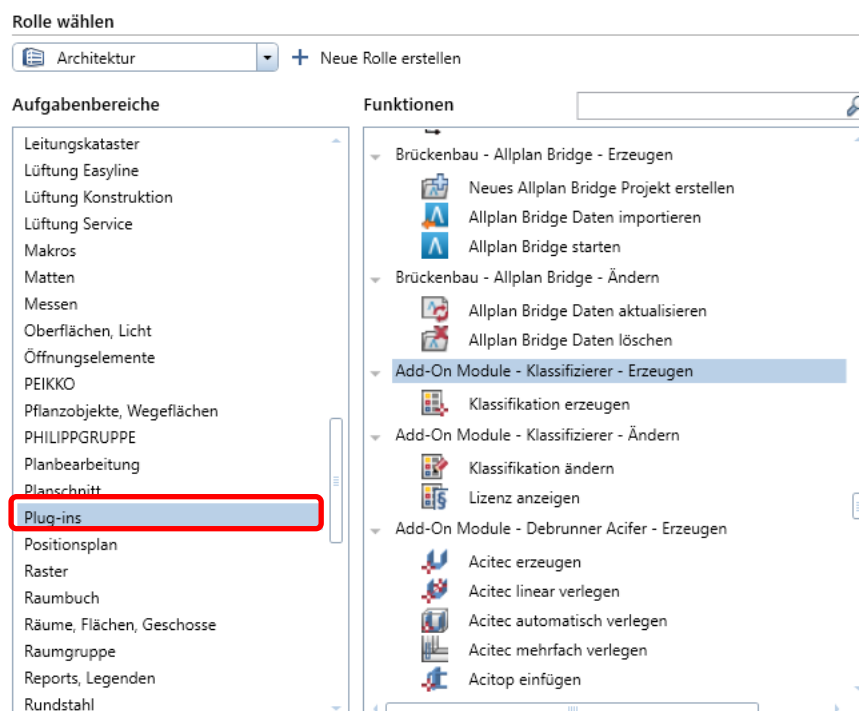 Rolle wählen
Architektur
Neue Rolle erstellen
Aufgabenbereiche
Leitungskataster
Lüftung Easyline
Lüftung Konstruktion
Lüftung Service
Makros
Matten
Messen
Oberflächen, Licht
Öffnungselemente
PEIKKO
Pflanzobjekte, Wegeflächen
PHILIPPGRUPPE
Planbearbeitung
Planschnitt
Plug-ins
Positionsplan
Raster
Raumbuch
Räume, Flächen, Geschosse
Raumgruppe
Reports, Legenden
Rundstahl
Funktionen
Brückenbau - Allplan Bridge - Erzeugen
Neues Allplan Bridge Projekt erstellen
Allplan Bridge Daten importieren
Allplan Bridge starten
Brückenbau - Allplan Bridge - Ändern
Allplan Bridge Daten aktualisieren
Allplan Bridge Daten löschen
Add-On Module - Klassifizierer - Erzeugen
Klassifikation erzeugen
Add-On Module - Klassifizierer - Ändern
Klassifikation ändern
Lizenz anzeigen
Add-On Module - Debrunner Acifer - Erzeugen
Acitec erzeugen
Acitec linear verlegen
Acitec automatisch verlegen
Acitec mehrfach verlegen
Acitop einfügen